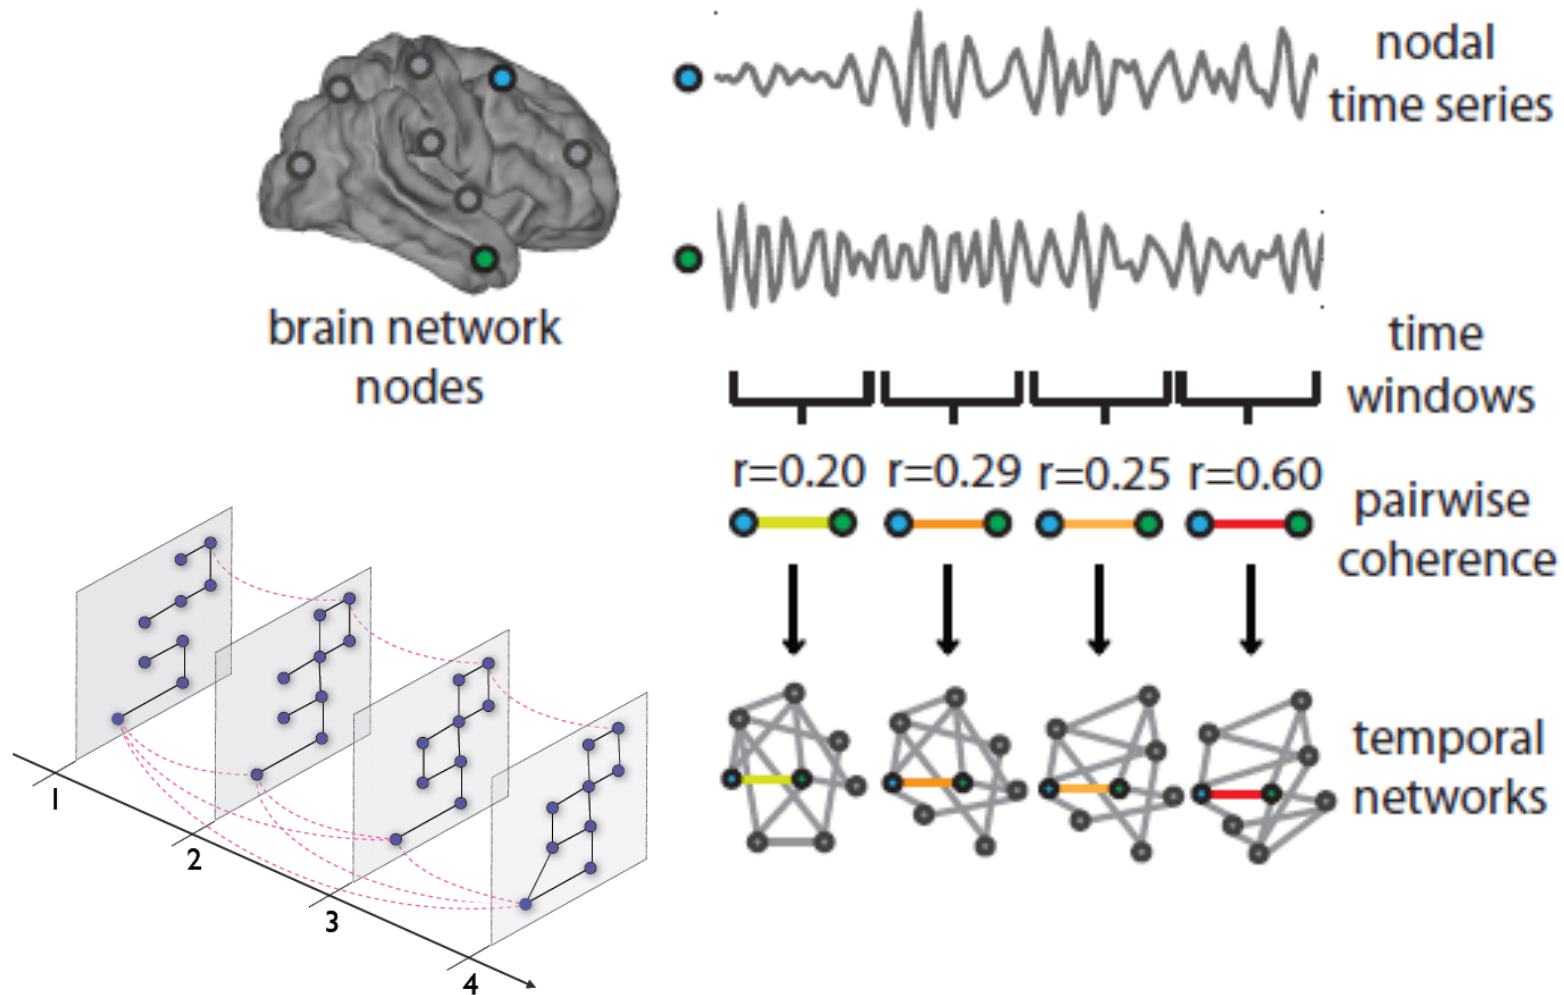 nodal
time series
brain network
nodes
time
windows
r=0.20 r=0.29 r=0.25 r=0.60
pairwise
coherence
temporal
networks
1
2
3
4